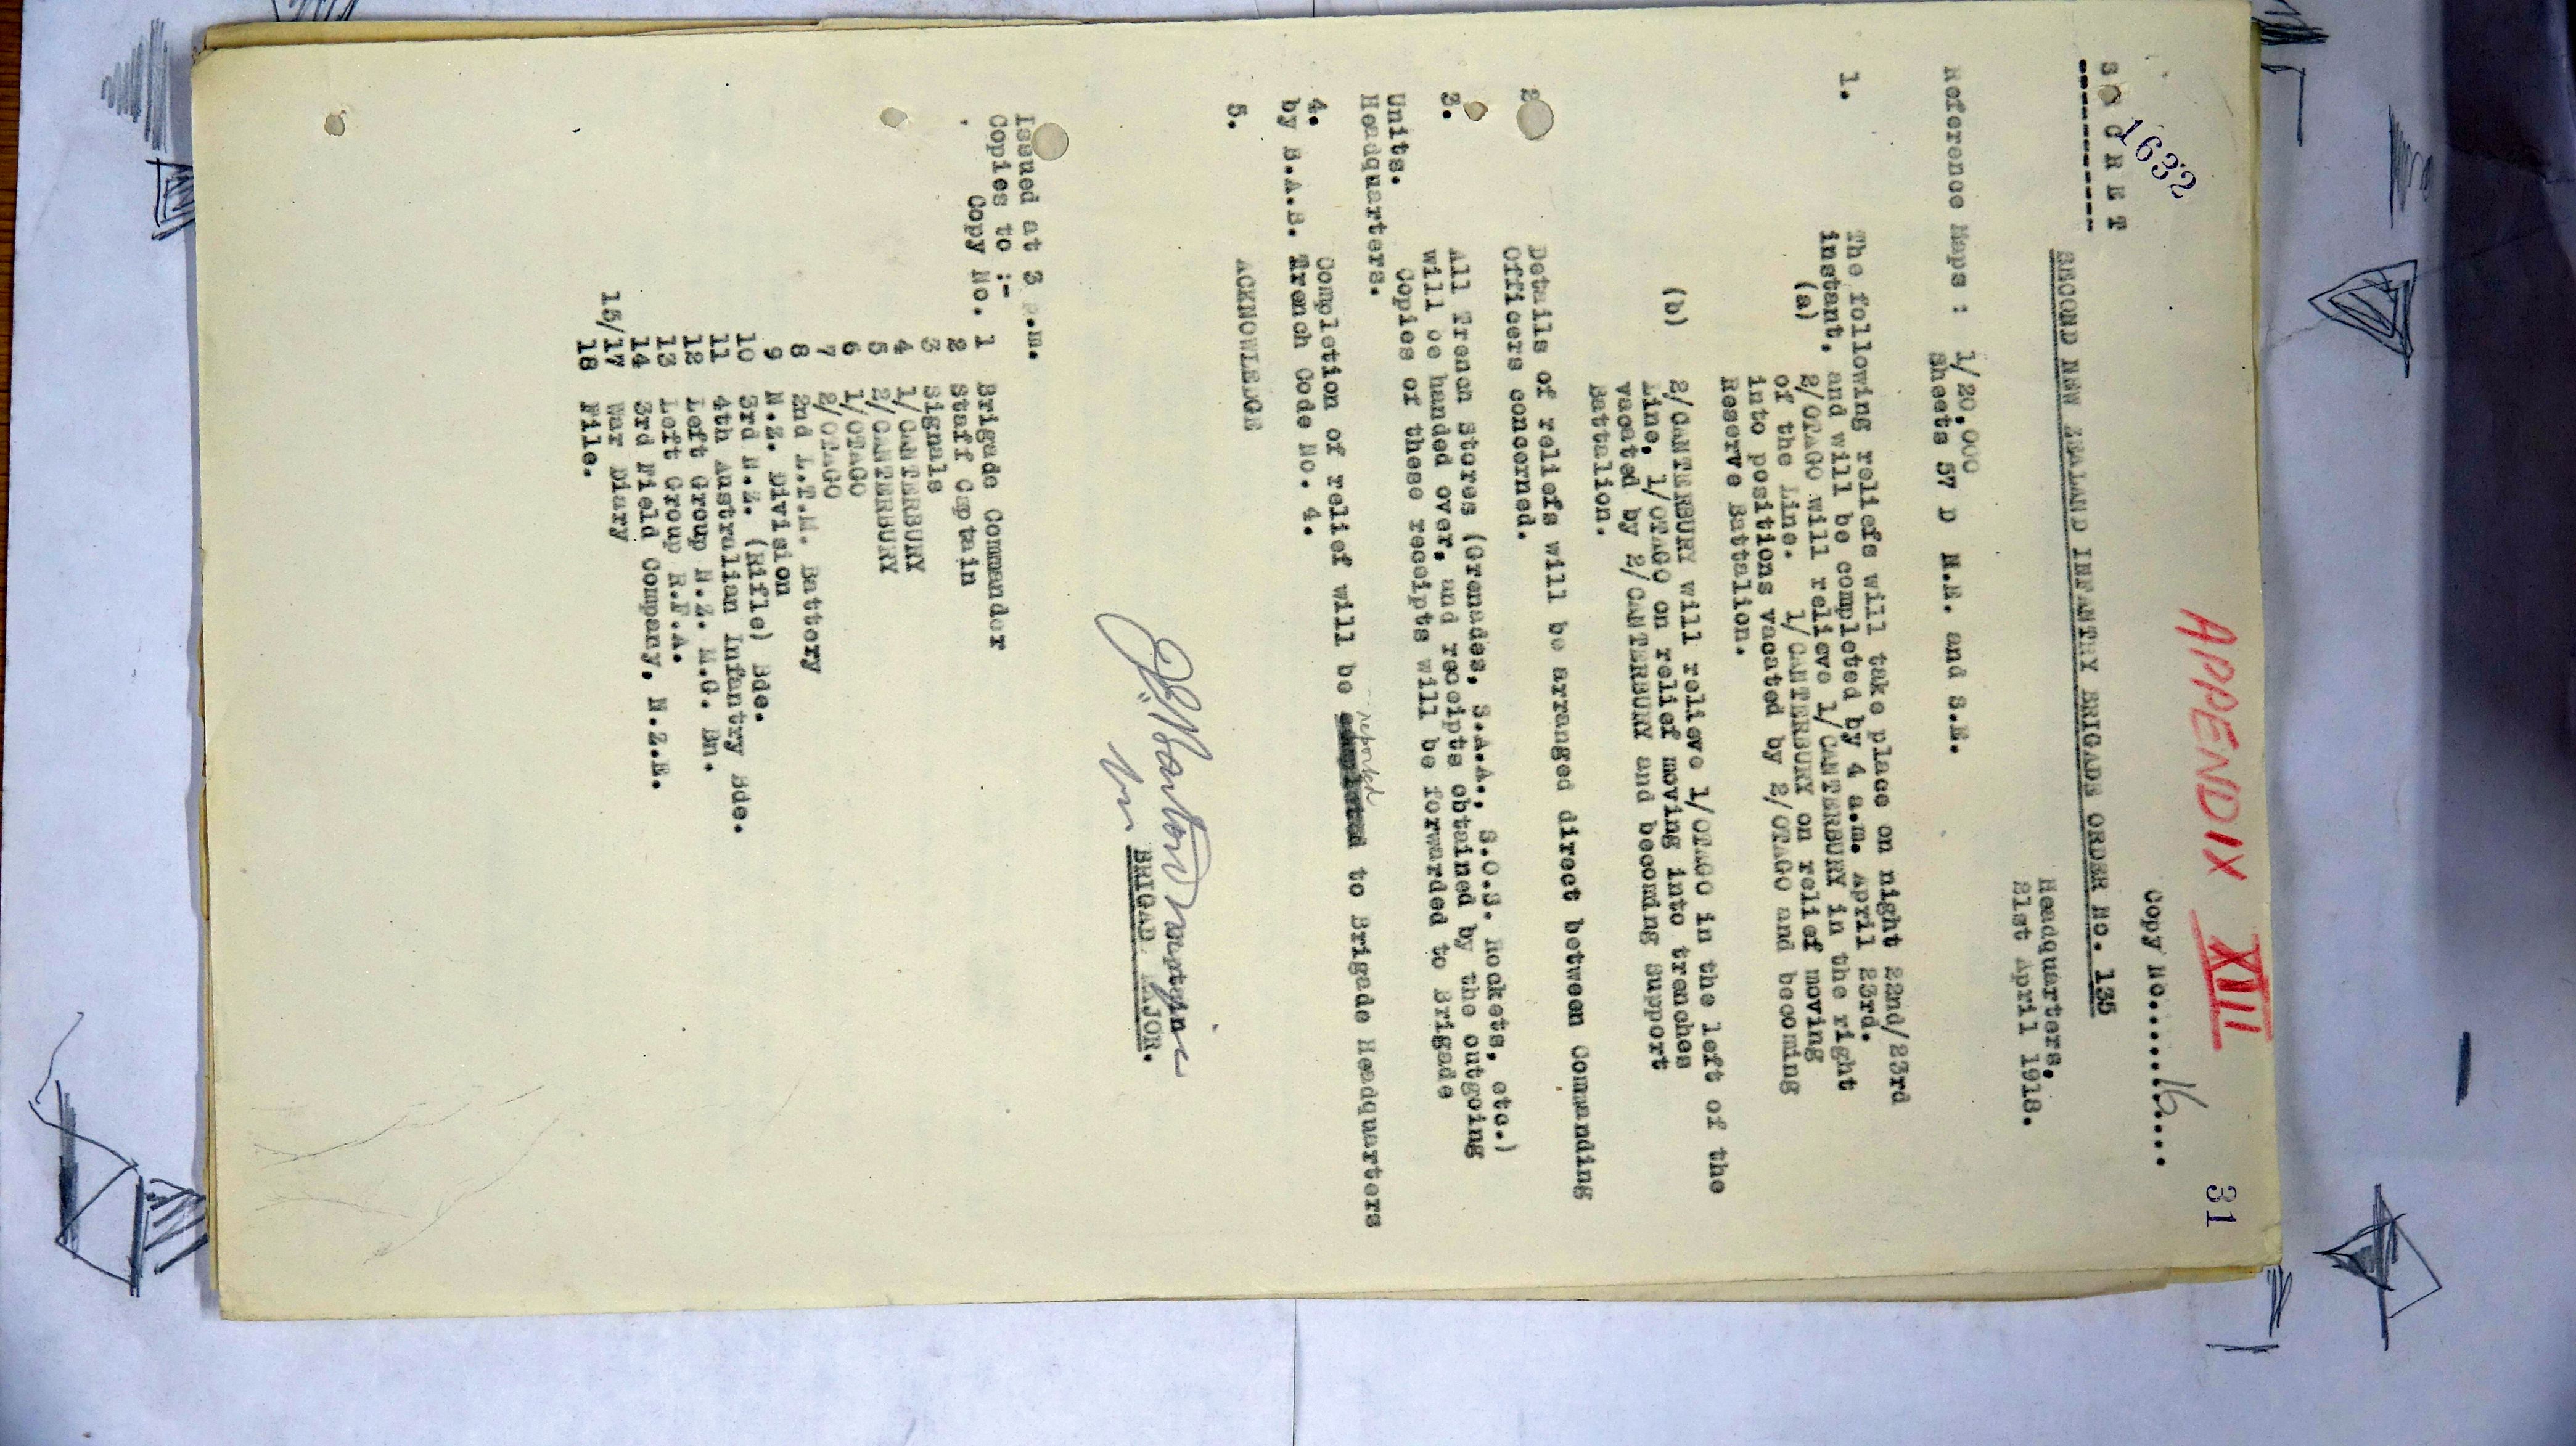 APPENDIX XIII
31
1632
S E C R E T
Copy No.......16.....
SECOND NEW ZEALAND INFANTRY BRIGADE ORDER NO. 135
Headquarters,
21st April 1918.
Reference Maps : 1/20,000
Sheets 57 D N.E. and S.E.
1. The following reliefs will take place on night 22nd/23rd
instant, and will be completed by 4 a.m. April 23rd.
(a) 2/OTAGO will relieve 1/CANTERBURY in the right
of the Line. 1/CANTERBURY on relief moving
into positions vacated by 2/OTAGO and becoming
Reserve Battalion.
(b) 2/CANTERBURY will relieve 1/OTAGO in the left of the
Line, 1/OTAGO on relief moving into trenches
vacated by 2/CANTERBURY and becoming support
Battalion.
2 Details of reliefs will be arranged direct between Commanding
Officers concerned.
3. All Trench Stores (Grenades, S.A.A., S.O.S. Rockets, etc.)
will be handed over, and receipts obtained by the outgoing
Units. Copies of these receipts will be forwarded to Brigade
Headquarters.
4. Completion of relief will be reported to Brigade Headquarters
by B.A.B. Trench Code No. 4.
5. ACKNOWLEDGE
Captain
for BRIGADE MAJOR.
Issued at 3 p.m.
Copies to :-
Copy No. 1 Brigade Commander
2 Staff Captain
3 Signals
4 1/CANTERBURY
5 2/CANTERBURY
6 1/OTAGO
7 2/OTAGO
8 2nd L.T.M. Battery
9 N.Z. Division
10 3rd N.Z. (Rifle) Bde.
11 4th Australian Infantry Bde.
12 Left Group N.Z. M.G. Bn.
13 Left Group R.F.A.
14 3rd Field Company, N.Z.E.
15/17 War Diary
18 File.